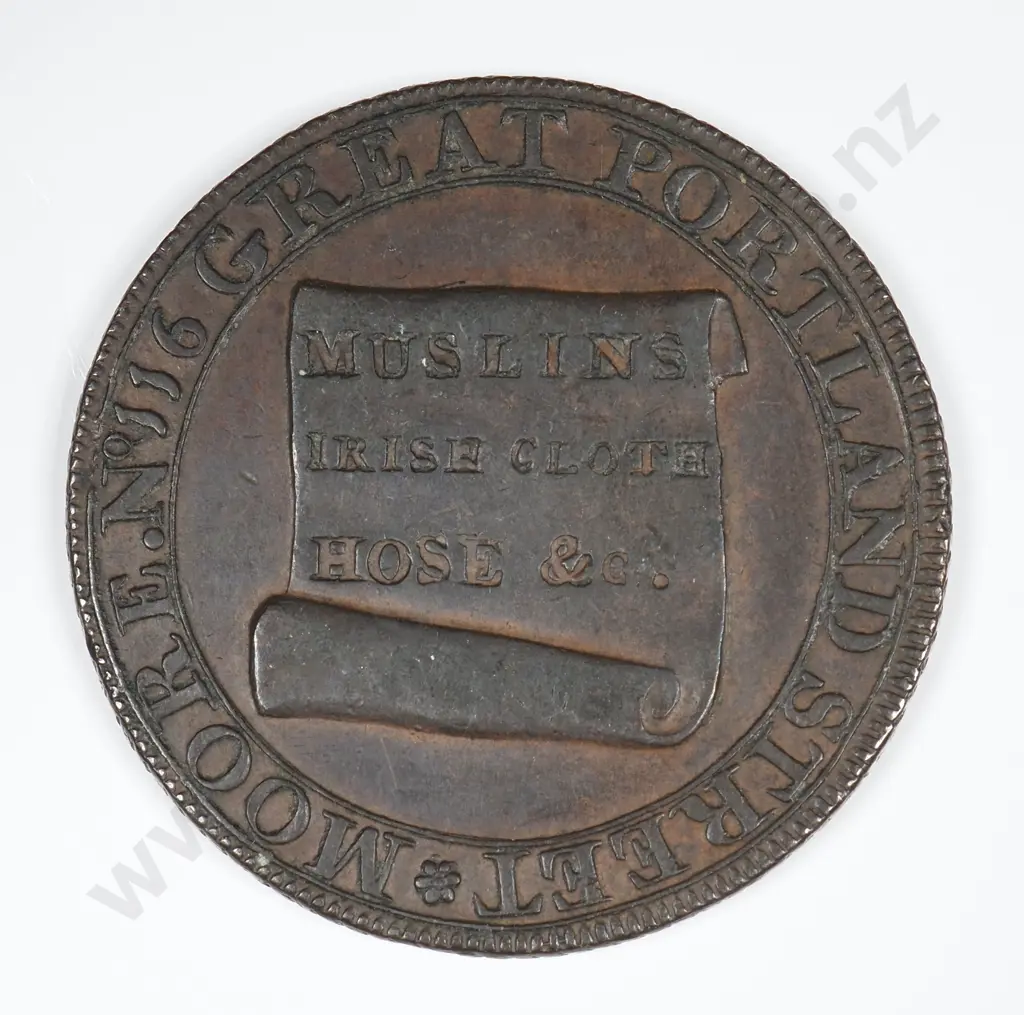 MOORE. Nº 116 GREAT PORTLAND STREET
MUSLINS
IRISH CLOTH
HOSE &c.